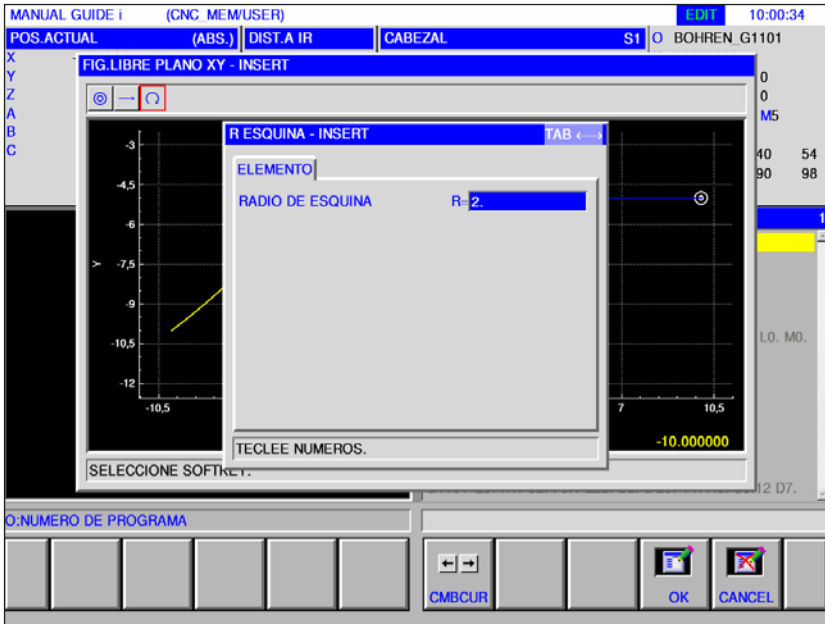 MANUAL GUIDE i (CNC_MEM/USER) EDIT 10:00:34
POS.ACTUAL (ABS.) DIST.A IR CABEZAL S1 O BOHREN_G1101
X
Y
Z
A
B
C
0
0
M5
40 54
90 98
FIG.LIBRE PLANO XY - INSERT
R ESQUINA - INSERT TAB ←→
ELEMENTO
RADIO DE ESQUINA R= 2.
TECLEE NUMEROS.
-3
-4,5
-6
Y -7,5
-9
-10,5
-12
-10,5 7 10,5
-10.000000
1
L0. M0.
SELECCIONE SOFTKEY.
12 D7.
O:NUMERO DE PROGRAMA
CMBCUR OK CANCEL